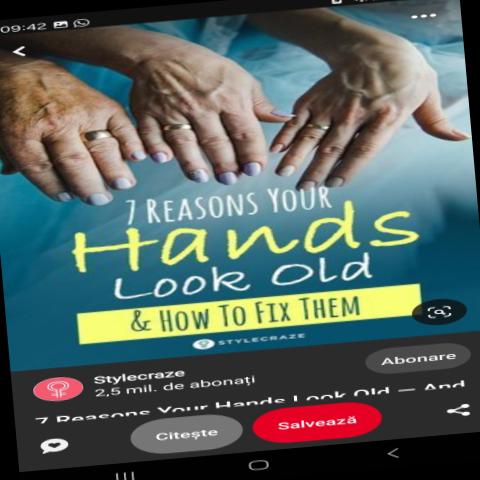 09:42
7 REASONS YOUR
Hands
Look Old
& HOW TO FIX THEM
STYLECRAZE
Stylecraze
2,5 mil. de abonați
Abonare
7 Reasons Your Hands Look Old — And
Citește
Salvează